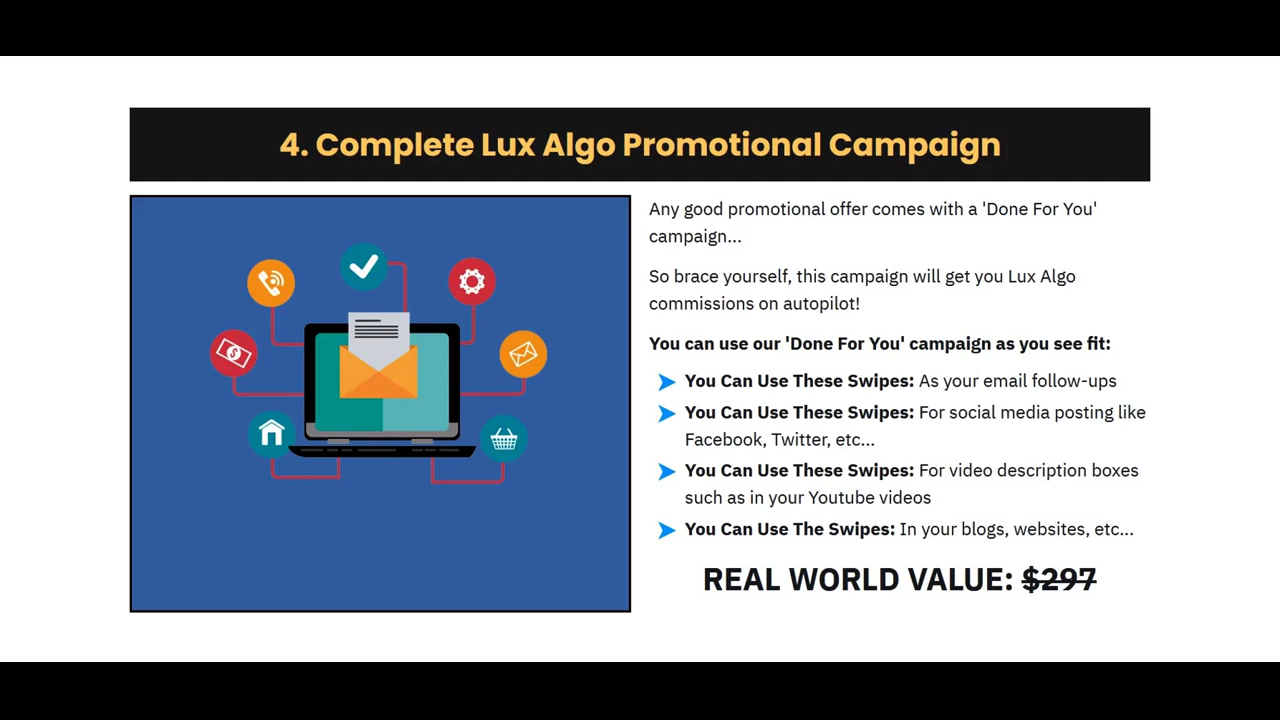 4. Complete Lux Algo Promotional Campaign
Any good promotional offer comes with a 'Done For You'
campaign...
So brace yourself, this campaign will get you Lux Algo
commissions on autopilot!
You can use our 'Done For You' campaign as you see fit:
You Can Use These Swipes: As your email follow-ups
You Can Use These Swipes: For social media posting like
Facebook, Twitter, etc...
You Can Use These Swipes: For video description boxes
such as in your Youtube videos
You Can Use The Swipes: In your blogs, websites, etc...
REAL WORLD VALUE: $297